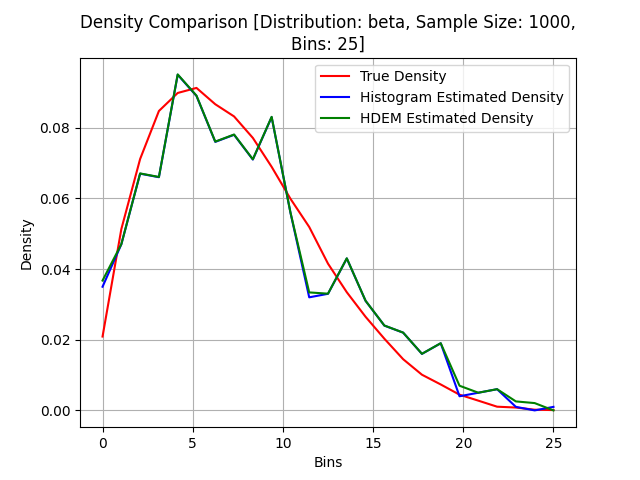 Density Comparison [Distribution: beta, Sample Size: 1000,
Bins: 25]
True Density
Histogram Estimated Density
HDEM Estimated Density
Density
0.08
0.06
0.04
0.02
0.00
0
5
10
15
20
25
Bins